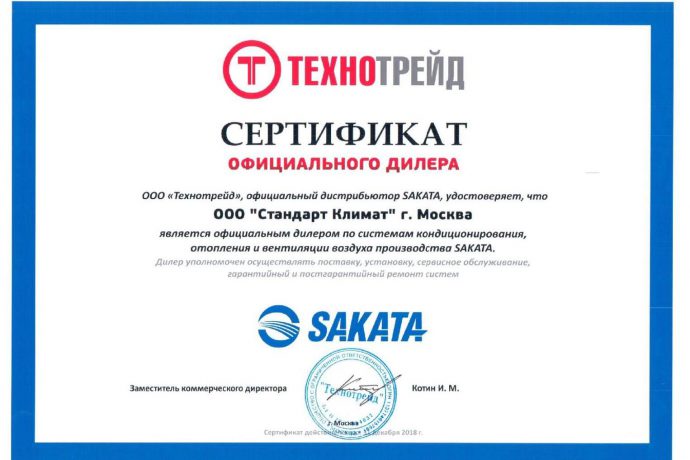 ТЕХНОТРЕЙД
СЕРТИФИКАТ
ОФИЦИАЛЬНОГО ДИЛЕРА
ООО «Технотрейд», официальный дистрибьютор SAKATA, удостоверяет, что
ООО "Стандарт Климат" г. Москва
является официальным дилером по системам кондиционирования,
отопления и вентиляции воздуха производства SAKATA.
Дилер уполномочен осуществлять поставку, установку, сервисное обслуживание,
гарантийный и постгарантийный ремонт систем
SAKATA
Заместитель коммерческого директора
"Технотрейд"
Котин И. М.
г. Москва
Сертификат декабря 2018 г.